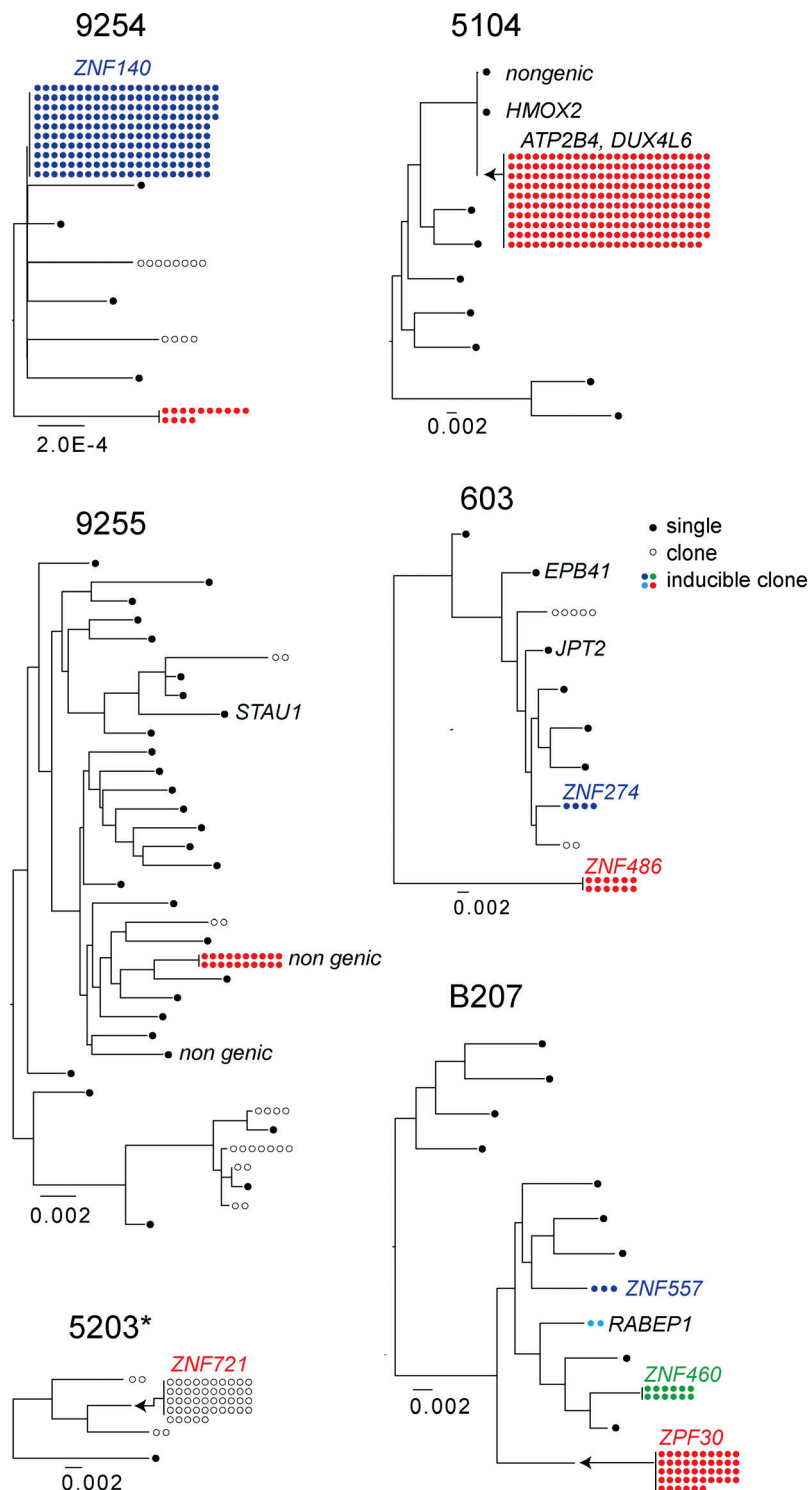 9254
ZNF140
2.0E-4
5104
nongenic
HMOX2
ATP2B4, DUX4L6
0.002
9255
STAU1
non genic
non genic
0.002
603
single
clone
inducible clone
EPB41
JPT2
ZNF274
ZNF486
0.002
5203*
ZNF721
0.002
B207
ZNF557
RABEP1
ZNF460
0.002
ZPF30